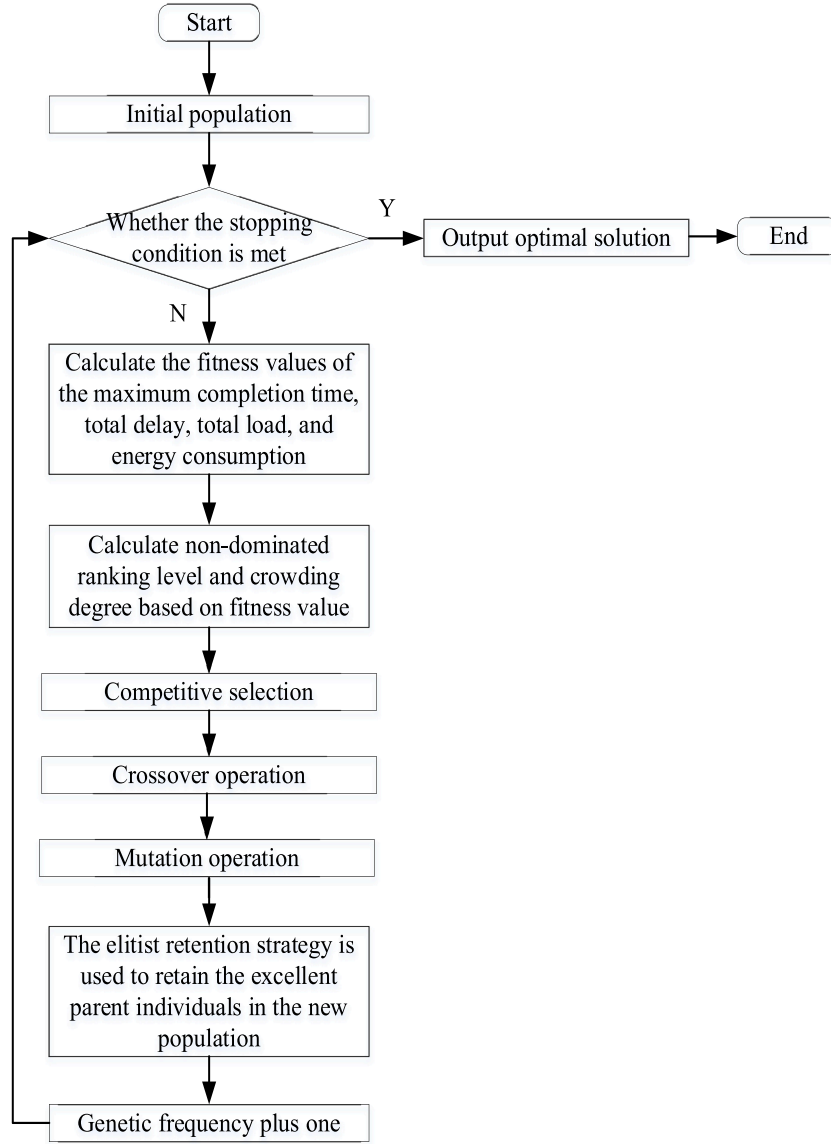 Start
Initial population
Whether the stopping
condition is met
Y
Output optimal solution
End
N
Calculate the fitness values of
the maximum completion time,
total delay, total load, and
energy consumption
Calculate non-dominated
ranking level and crowding
degree based on fitness value
Competitive selection
Crossover operation
Mutation operation
The elitist retention strategy is
used to retain the excellent
parent individuals in the new
population
Genetic frequency plus one